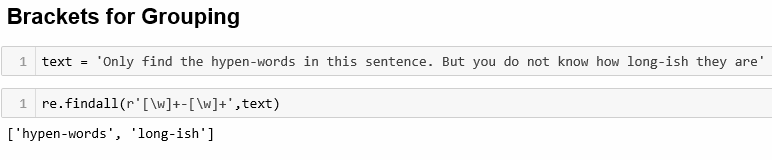 Brackets for Grouping
1 text = 'Only find the hypen-words in this sentence. But you do not know how long-ish they are'
1 re.findall(r'[\w]+-[\w]+',text)
['hypen-words', 'long-ish']